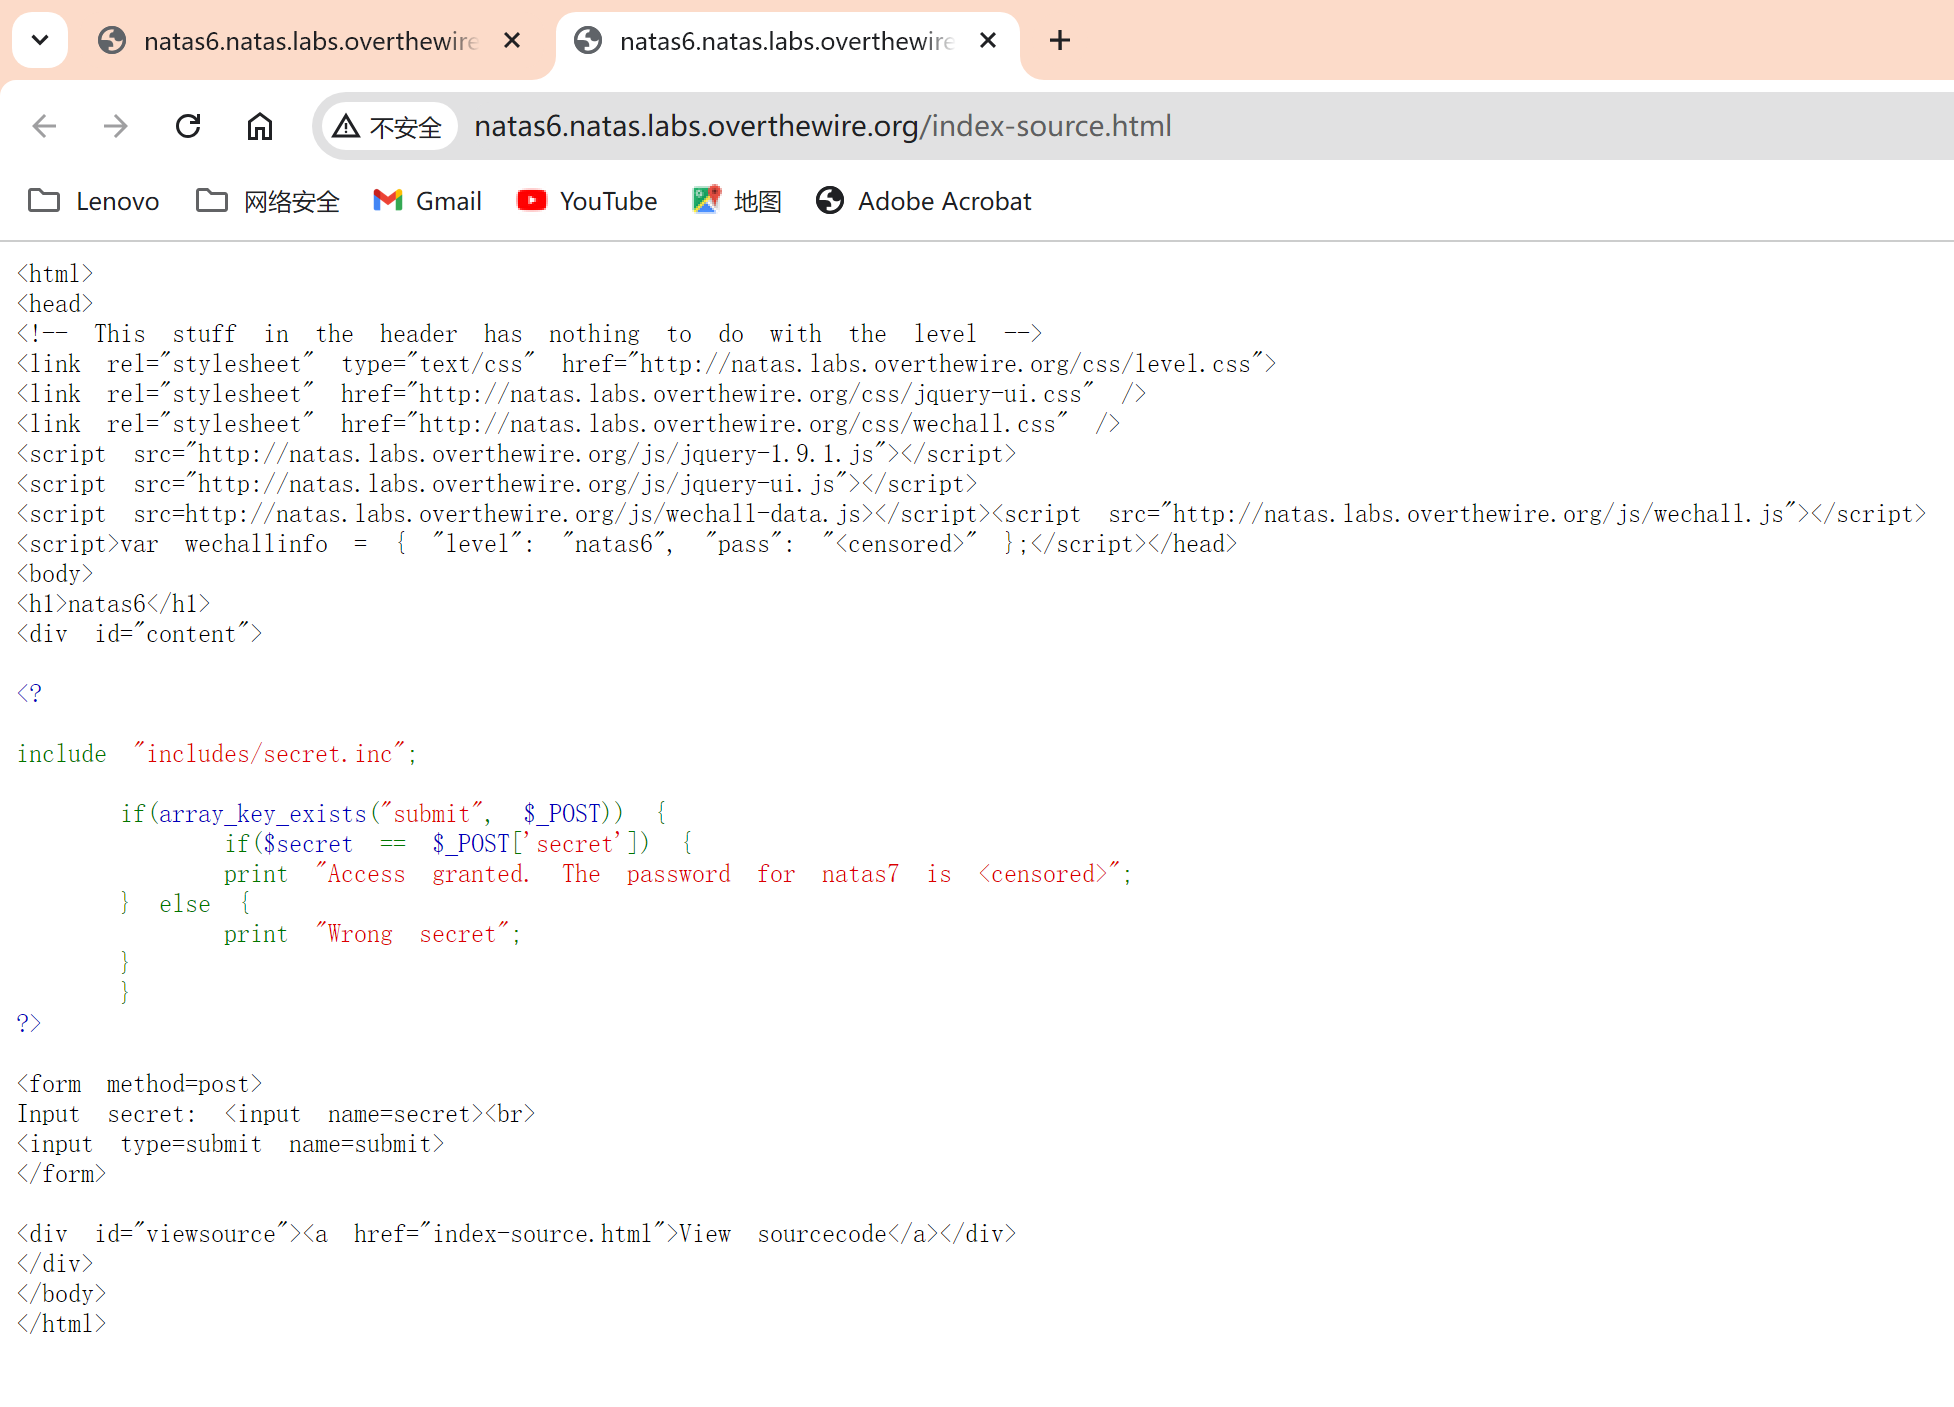 natas6.natas.labs.overthewire
natas6.natas.labs.overthewire
不安全 natas6.natas.labs.overthewire.org/index-source.html
Lenovo 网络安全 Gmail YouTube 地图 Adobe Acrobat
<html>
<head>
<!-- This stuff in the header has nothing to do with the level -->
<link rel="stylesheet" type="text/css" href="http://natas.labs.overthewire.org/css/level.css">
<link rel="stylesheet" href="http://natas.labs.overthewire.org/css/jquery-ui.css" />
<link rel="stylesheet" href="http://natas.labs.overthewire.org/css/wechall.css" />
<script src="http://natas.labs.overthewire.org/js/jquery-1.9.1.js"></script>
<script src="http://natas.labs.overthewire.org/js/jquery-ui.js"></script>
<script src=http://natas.labs.overthewire.org/js/wechall-data.js></script><script src="http://natas.labs.overthewire.org/js/wechall.js"></script>
<script>var wechallinfo = { "level": "natas6", "pass": "<censored>" };</script></head>
<body>
<h1>natas6</h1>
<div id="content">
<?
include "includes/secret.inc";
if(array_key_exists("submit", $_POST)) {
if($secret == $_POST['secret']) {
print "Access granted. The password for natas7 is <censored>";
} else {
print "Wrong secret";
}
}
?>
<form method=post>
Input secret: <input name=secret><br>
<input type=submit name=submit>
</form>
<div id="viewsource"><a href="index-source.html">View sourcecode</a></div>
</div>
</body>
</html>